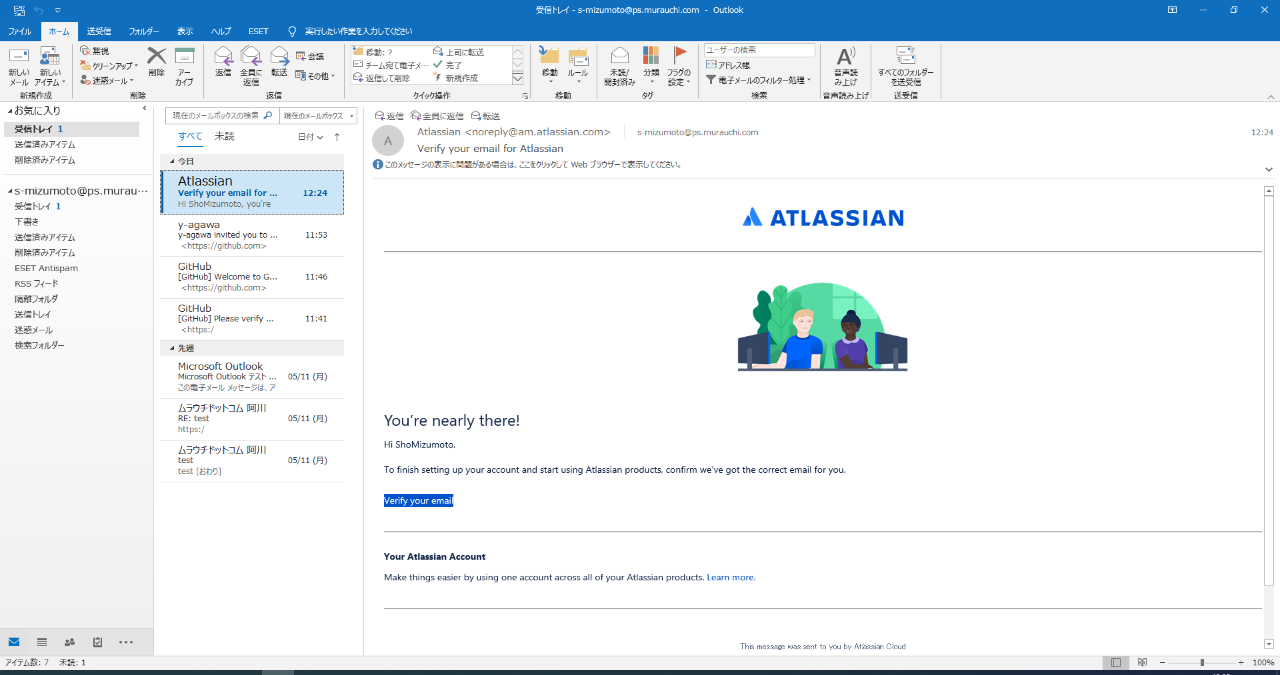 受信トレイ - s-mizumoto@ps.murauchi.com - Outlook
ファイル ホーム 送受信 フォルダー 表示 ヘルプ ESET 実行したい作業を入力してください
新しい メール
新しい アイテム
無視
クリーンアップ
迷惑メール
削除
アー カイブ
返信
全員に 返信
転送
会議
その他
移動: ?
チーム宛て電子メ...
返信して削除
上司に転送
完了
新規作成
移動
ルール
未読/ 開封済み
分類
フラグの 設定
ユーザーの検索
アドレス帳
電子メールのフィルター処理
音声読 み上げ
すべてのフォルダー を送受信
新規作成 削除 返信 クイック操作 移動 タグ 検索 音声読み上げ 送受信
お気に入り
受信トレイ 1
送信済みアイテム
削除済みアイテム
s-mizumoto@ps.murau...
受信トレイ 1
下書き
送信済みアイテム
削除済みアイテム
ESET Antispam
RSS フィード
隔離フォルダ
送信トレイ
迷惑メール
検索フォルダー
現在のメールボックスの検索 現在のメールボックス
すべて 未読 日付
今日
Atlassian
Verify your email for ... 12:24
Hi ShoMizumoto, you're
y-agawa
y-agawa invited you to ... 11:53
<https://github.com>
GitHub
[GitHub] Welcome to G... 11:46
<https://github.com>
GitHub
[GitHub] Please verify ... 11:41
<https:/
先週
Microsoft Outlook
Microsoft Outlook テスト ... 05/11 (月)
この電子メール メッセージは、ア
ムラウチドットコム 阿川
RE: test 05/11 (月)
https:/
ムラウチドットコム 阿川
test 05/11 (月)
test [おわり]
返信 全員に返信 転送
A
Atlassian <noreply@am.atlassian.com> s-mizumoto@ps.murauchi.com 12:24
Verify your email for Atlassian
このメッセージの表示に問題がある場合は、ここをクリックして Web ブラウザーで表示してください。
ATLASSIAN
You're nearly there!
Hi ShoMizumoto,
To finish setting up your account and start using Atlassian products, confirm we've got the correct email for you.
Verify your email
Your Atlassian Account
Make things easier by using one account across all of your Atlassian products. Learn more.
This message was sent to you by Atlassian Cloud
アイテム数: 7 未読: 1 100%